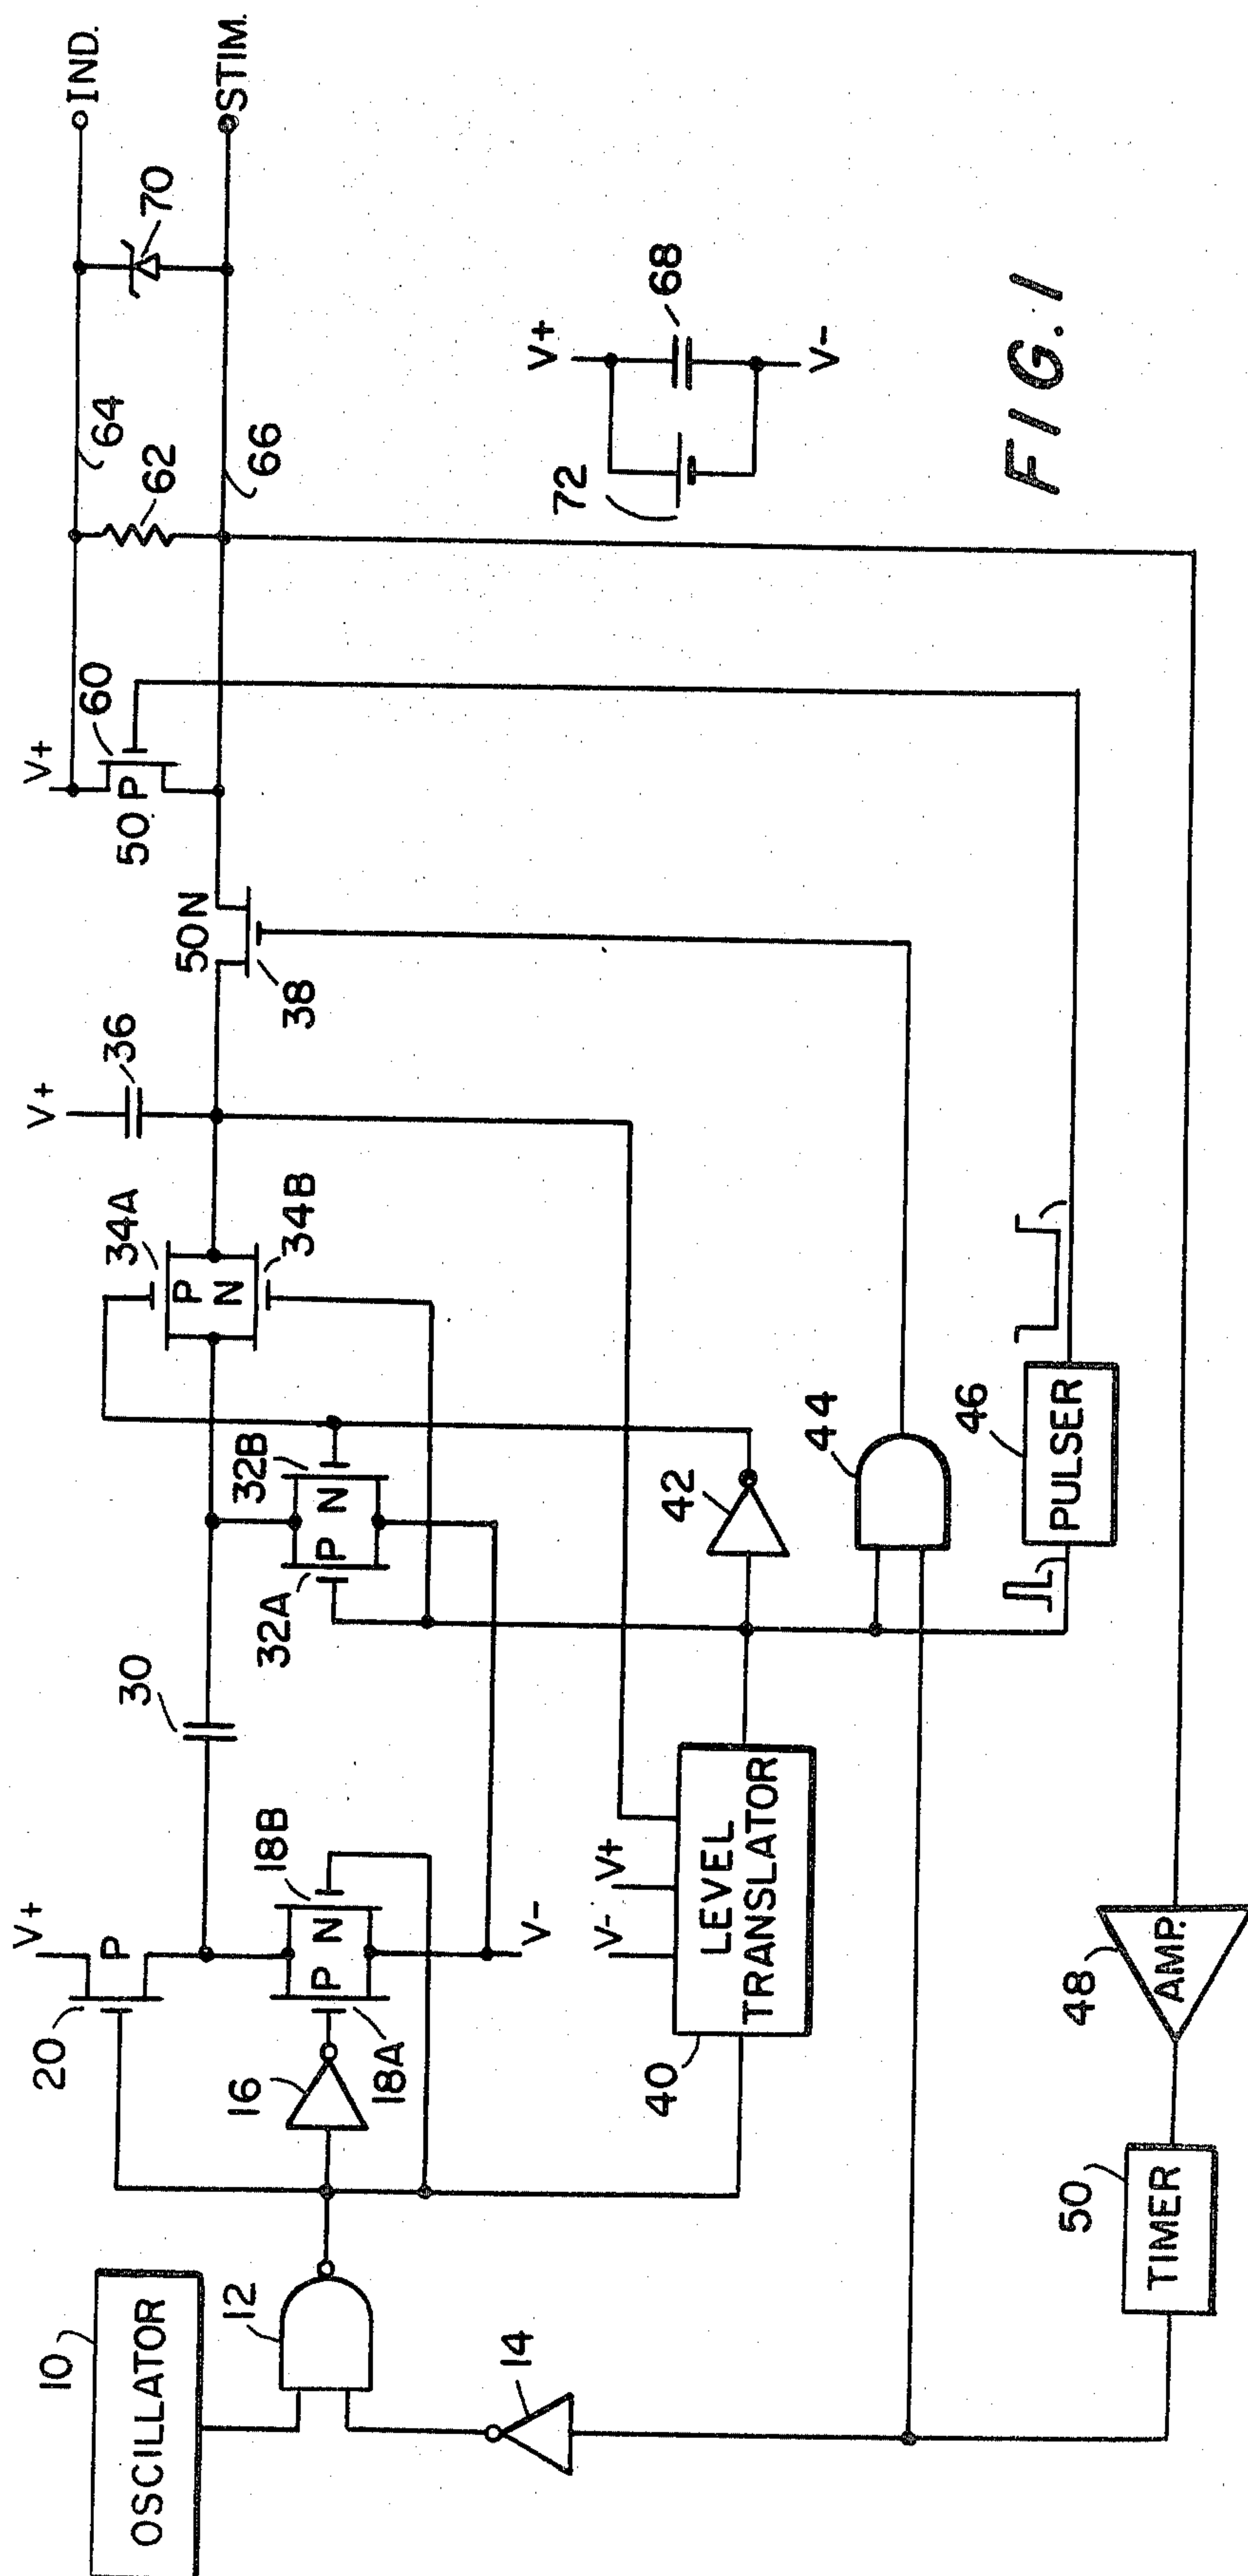 10
OSCILLATOR
12
14
16
18A
18B
P
N
20
P
V+
V-
30
32A
32B
P
N
34A
34B
P
N
V+
36
50N
38
V+
50P
60
62
64
66
70
IND.
STIM.
40
LEVEL
TRANSLATOR
V-
V+
42
44
46
PULSER
48
AMP.
50
TIMER
V+
72
68
V-
FIG. 1